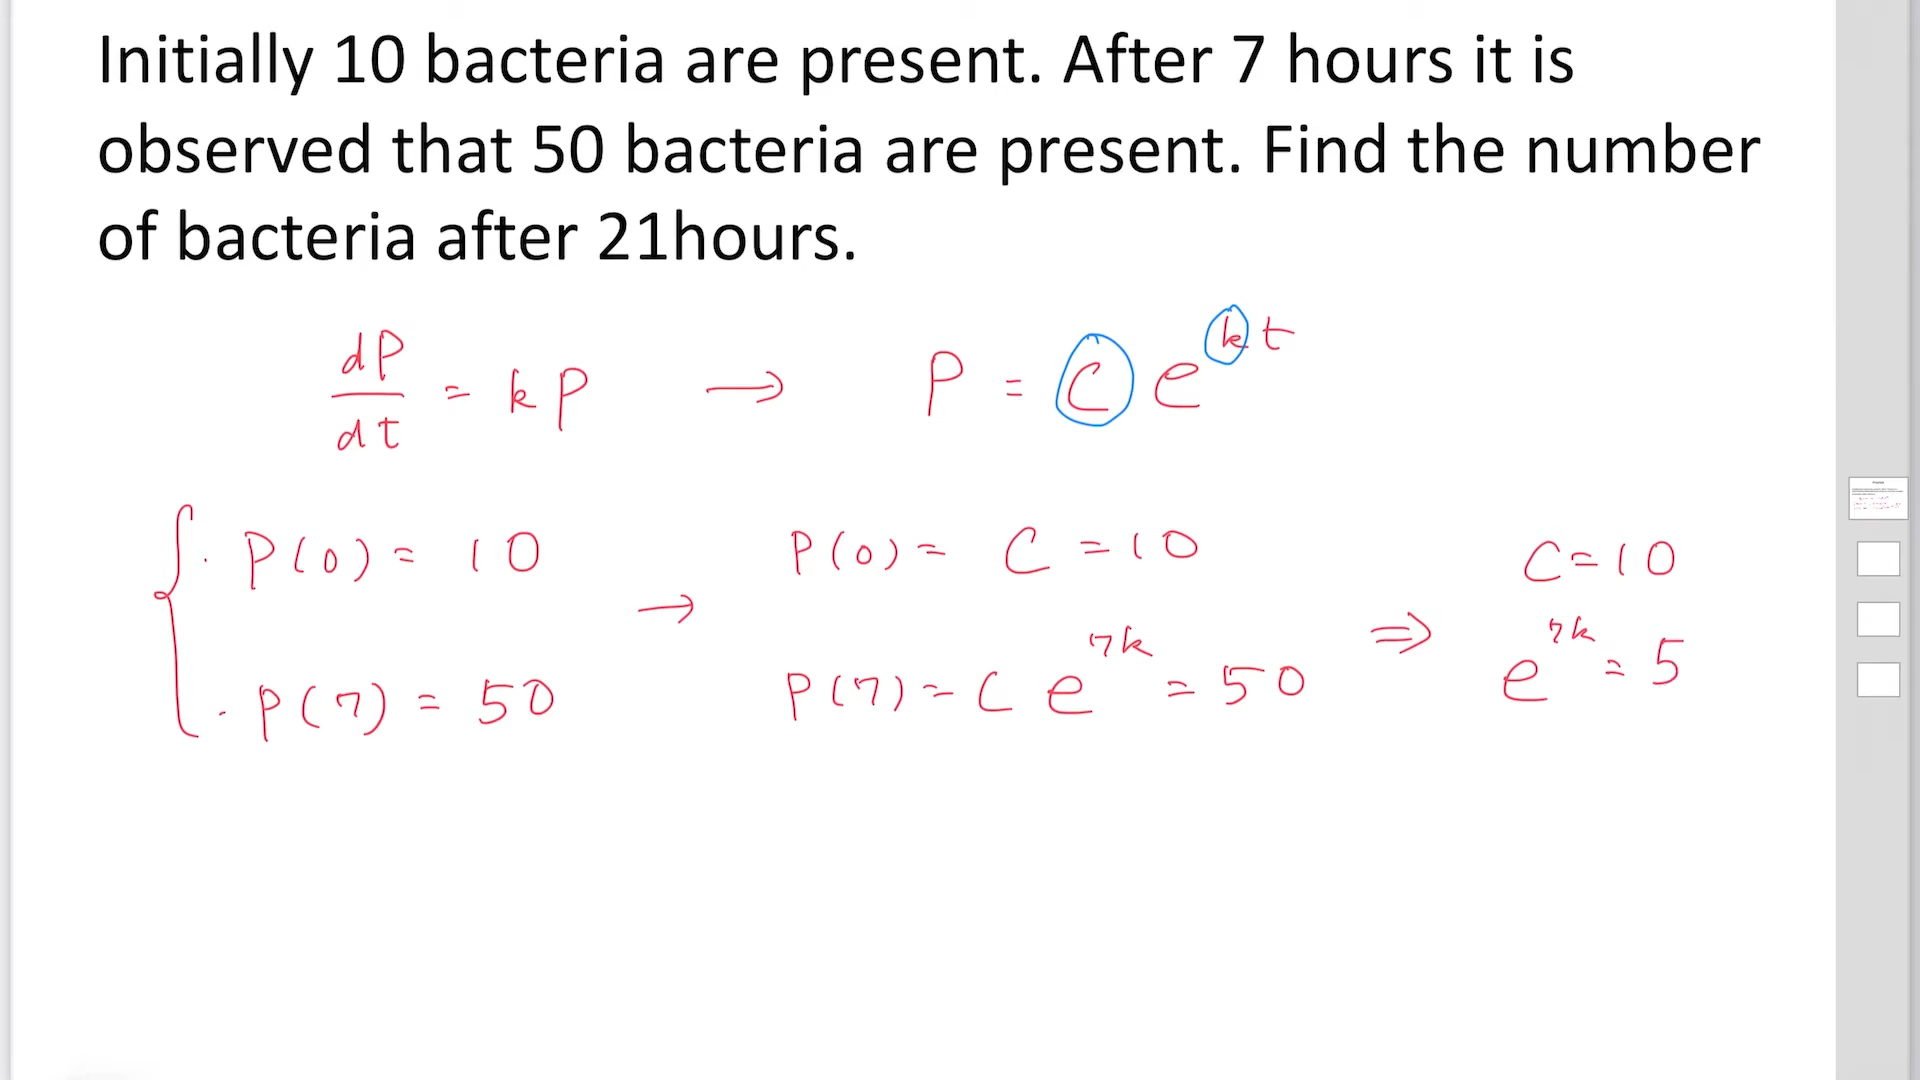 Initially 10 bacteria are present. After 7 hours it is
observed that 50 bacteria are present. Find the number
of bacteria after 21hours.
dP/dt = kP → P = C e^{kt}
{ · P(0) = 10 → P(0) = C = 10 ⇒ C = 10
· P(7) = 50 P(7) = C e^{7k} = 50 e^{7k} = 5